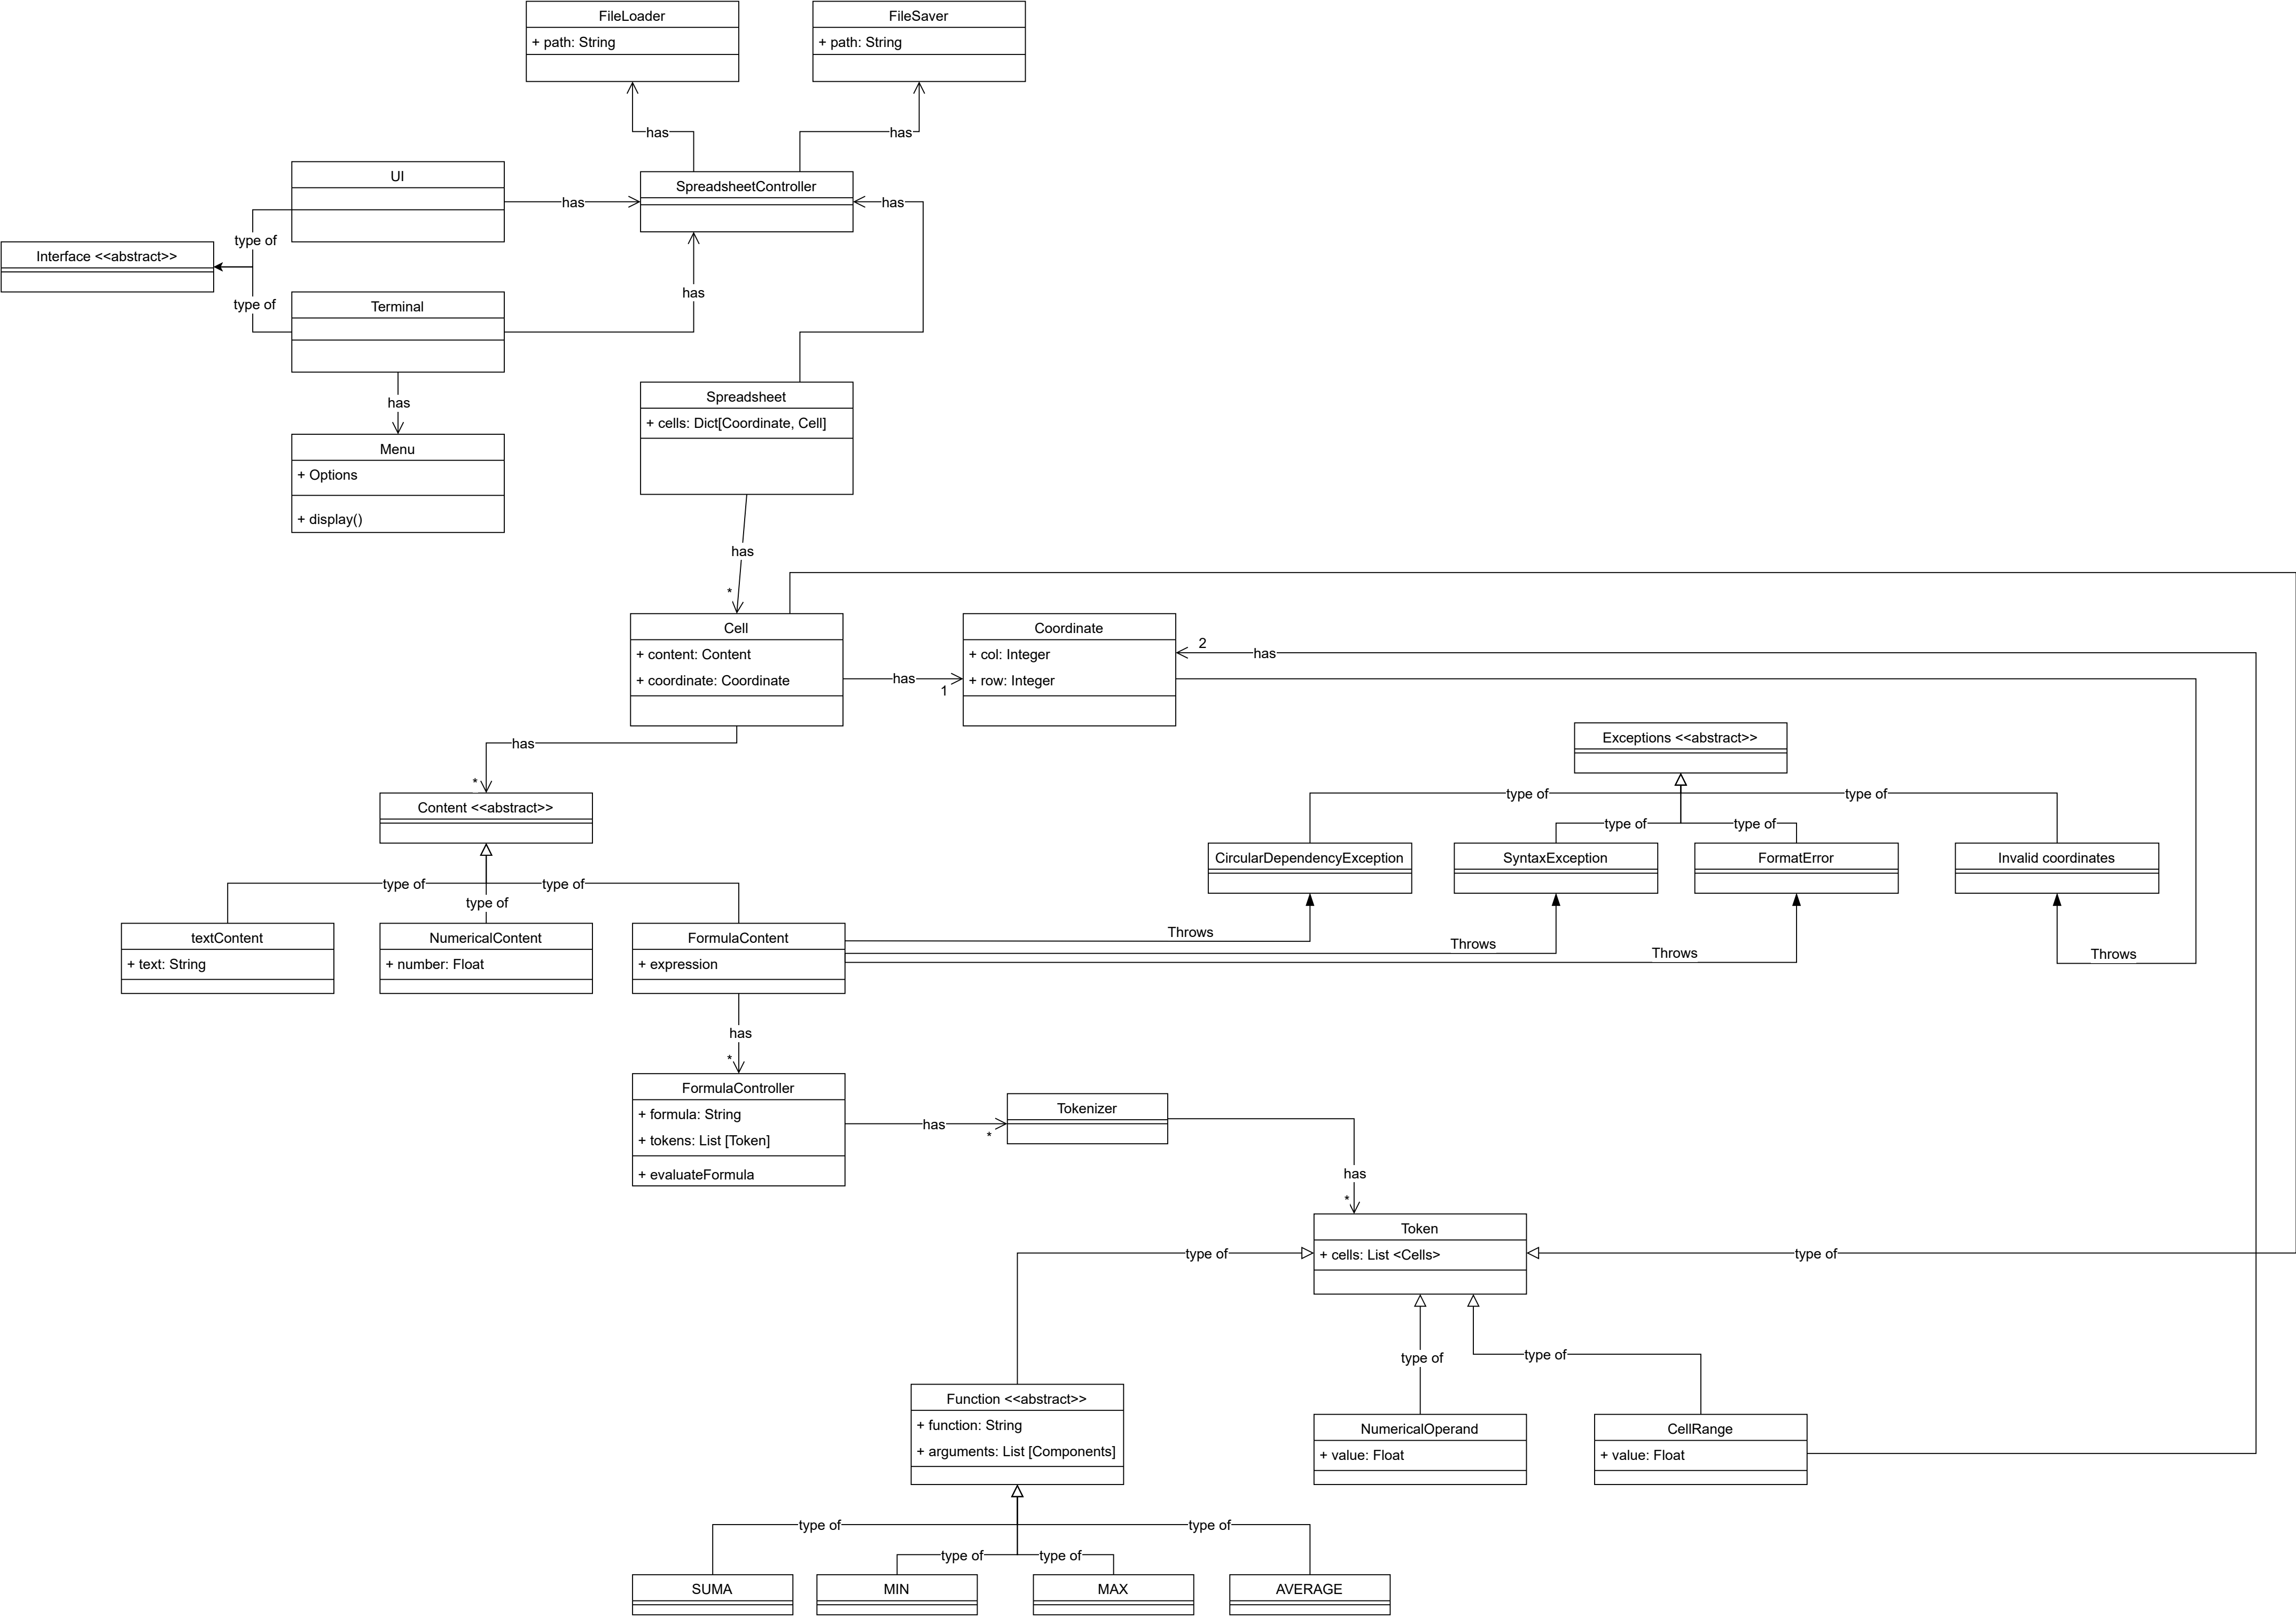 FileLoader
+ path: String
FileSaver
+ path: String
has
has
UI
SpreadsheetController
has
has
type of
Interface <<abstract>>
type of
Terminal
has
has
Spreadsheet
+ cells: Dict[Coordinate, Cell]
Menu
+ Options
+ display()
has
*
Cell
+ content: Content
+ coordinate: Coordinate
has
1
Coordinate
+ col: Integer
+ row: Integer
2
has
has
*
Content <<abstract>>
Exceptions <<abstract>>
type of
type of
type of
type of
CircularDependencyException
SyntaxException
FormatError
Invalid coordinates
type of
type of
type of
textContent
+ text: String
NumericalContent
+ number: Float
FormulaContent
+ expression
Throws
Throws
Throws
Throws
has
*
FormulaController
+ formula: String
+ tokens: List [Token]
+ evaluateFormula
has
*
Tokenizer
has
*
Token
+ cells: List <Cells>
type of
type of
type of
type of
Function <<abstract>>
+ function: String
+ arguments: List [Components]
NumericalOperand
+ value: Float
CellRange
+ value: Float
type of
type of
type of
type of
SUMA
MIN
MAX
AVERAGE